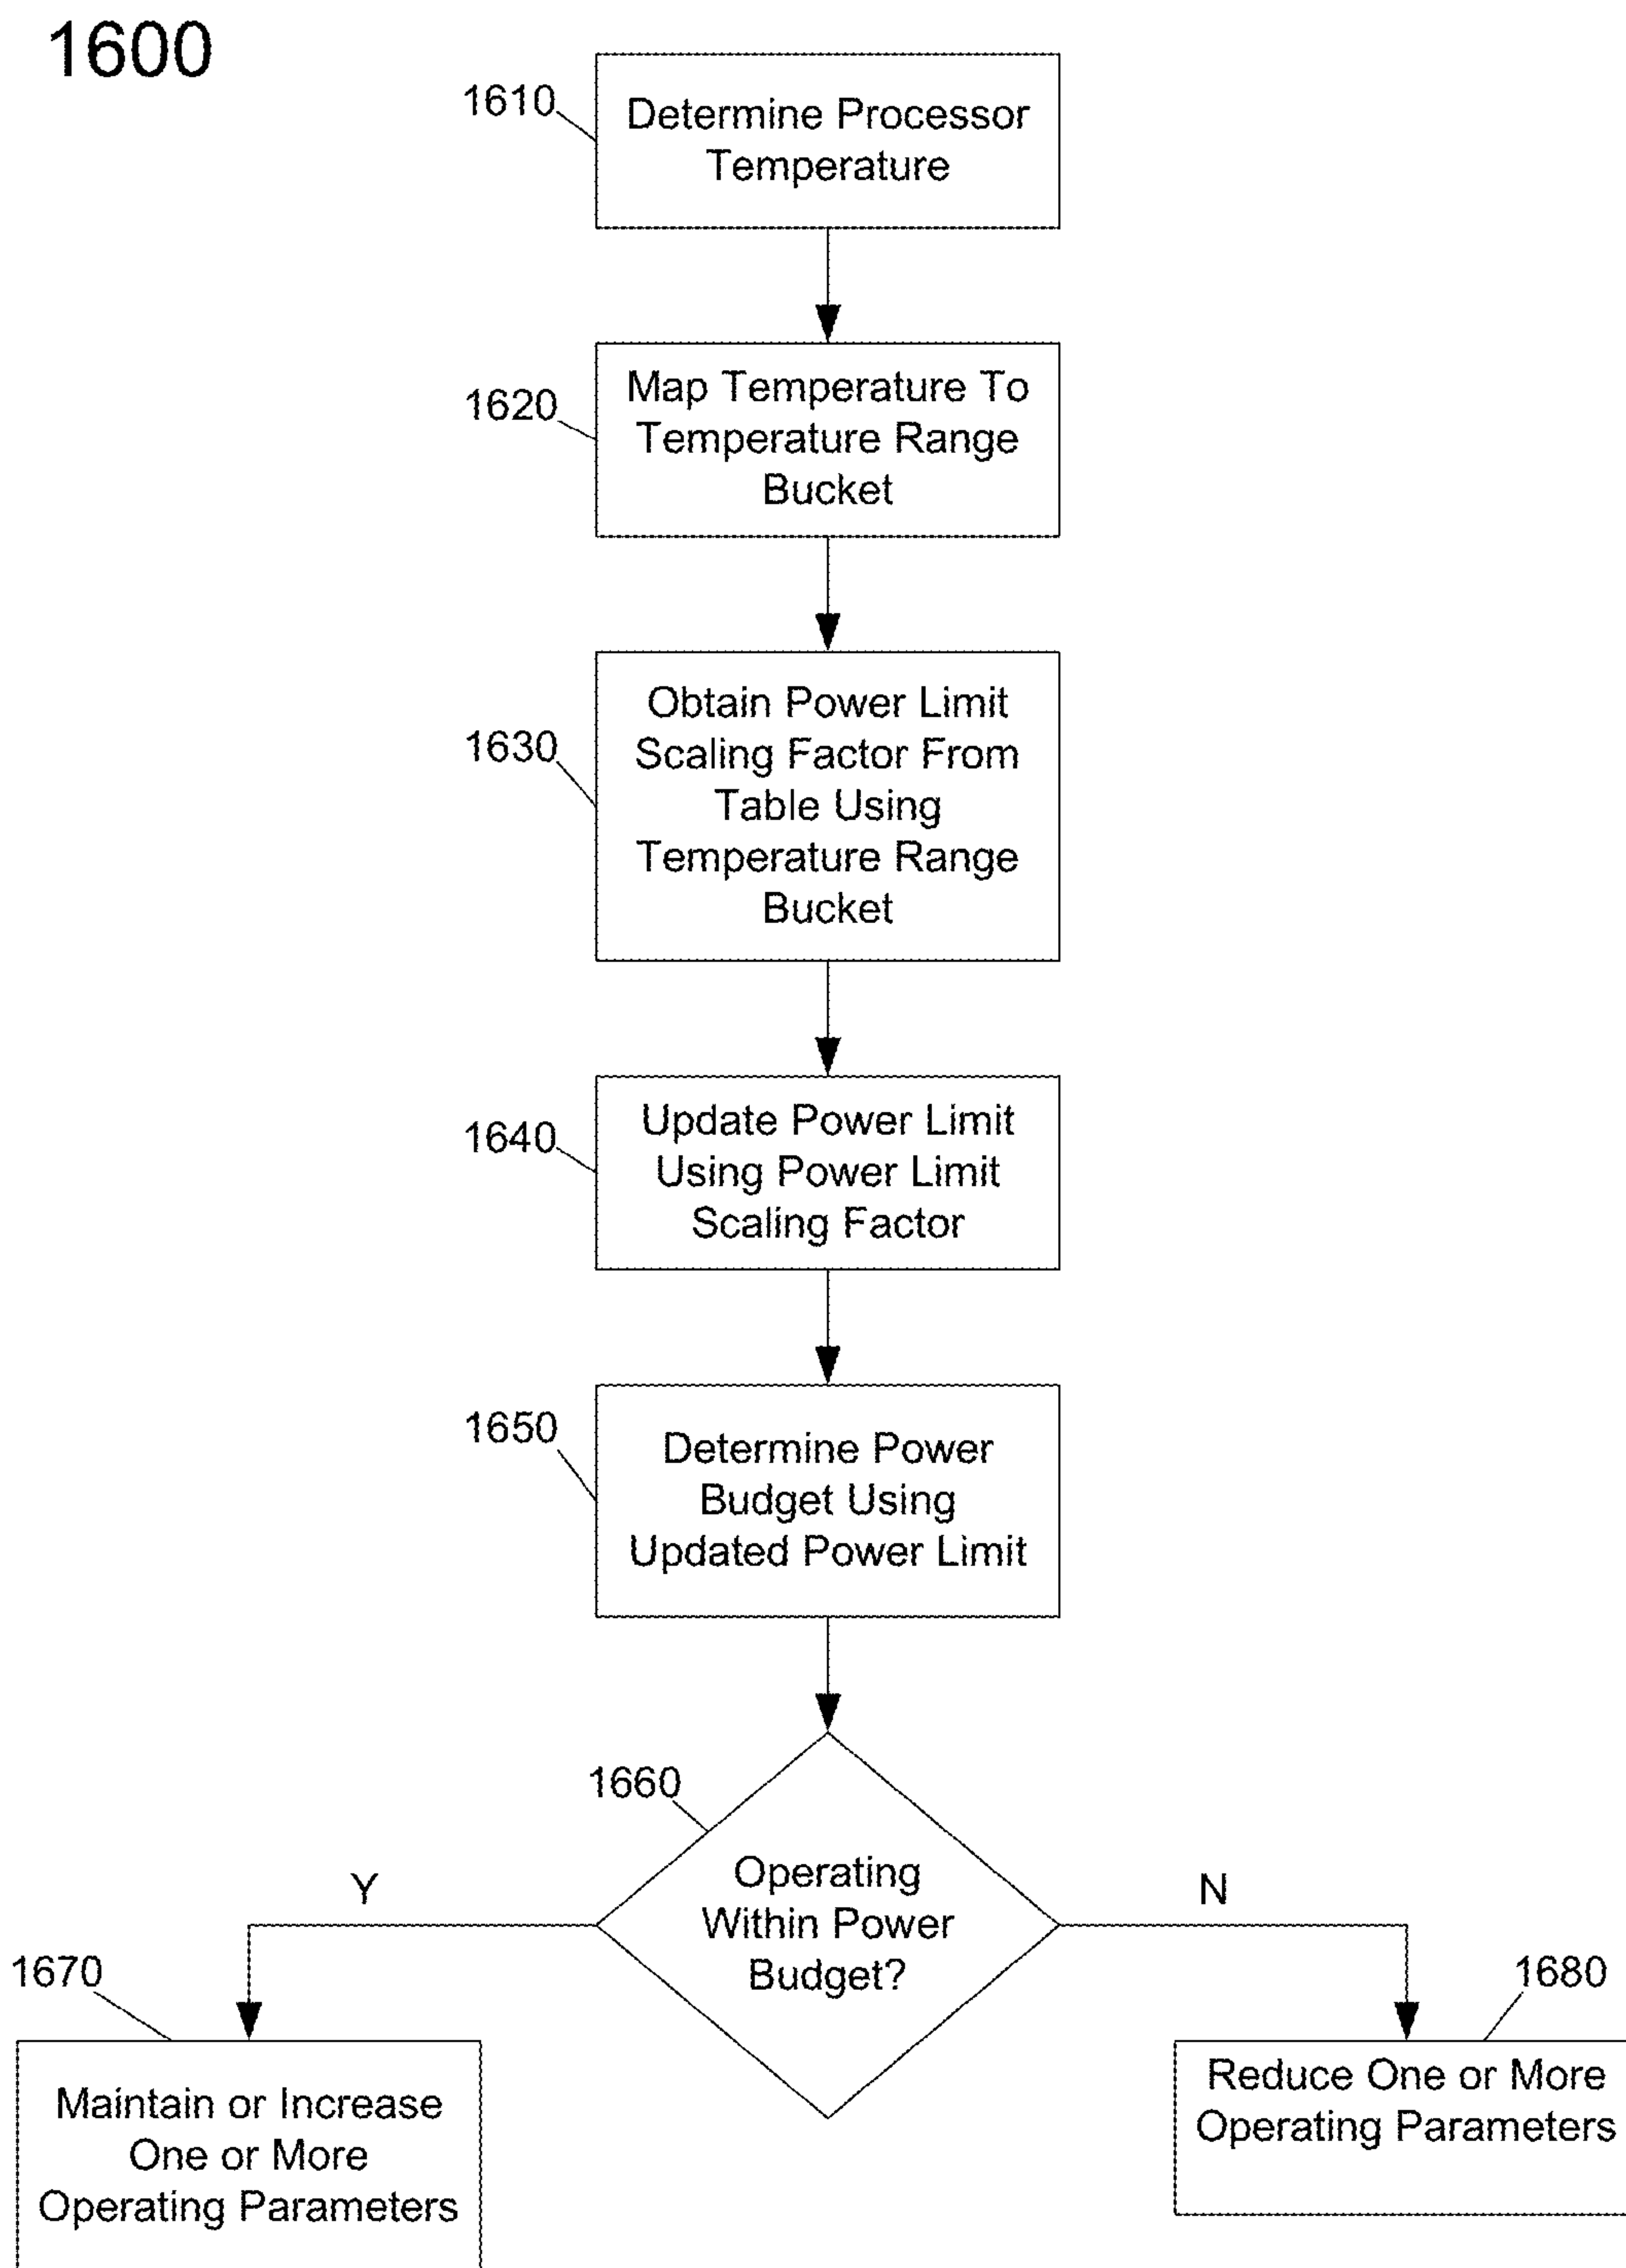 1600
1610
Determine Processor
Temperature
1620
Map Temperature To
Temperature Range
Bucket
1630
Obtain Power Limit
Scaling Factor From
Table Using
Temperature Range
Bucket
1640
Update Power Limit
Using Power Limit
Scaling Factor
1650
Determine Power
Budget Using
Updated Power Limit
1660
Operating
Within Power
Budget?
Y
N
1670
Maintain or Increase
One or More
Operating Parameters
1680
Reduce One or More
Operating Parameters